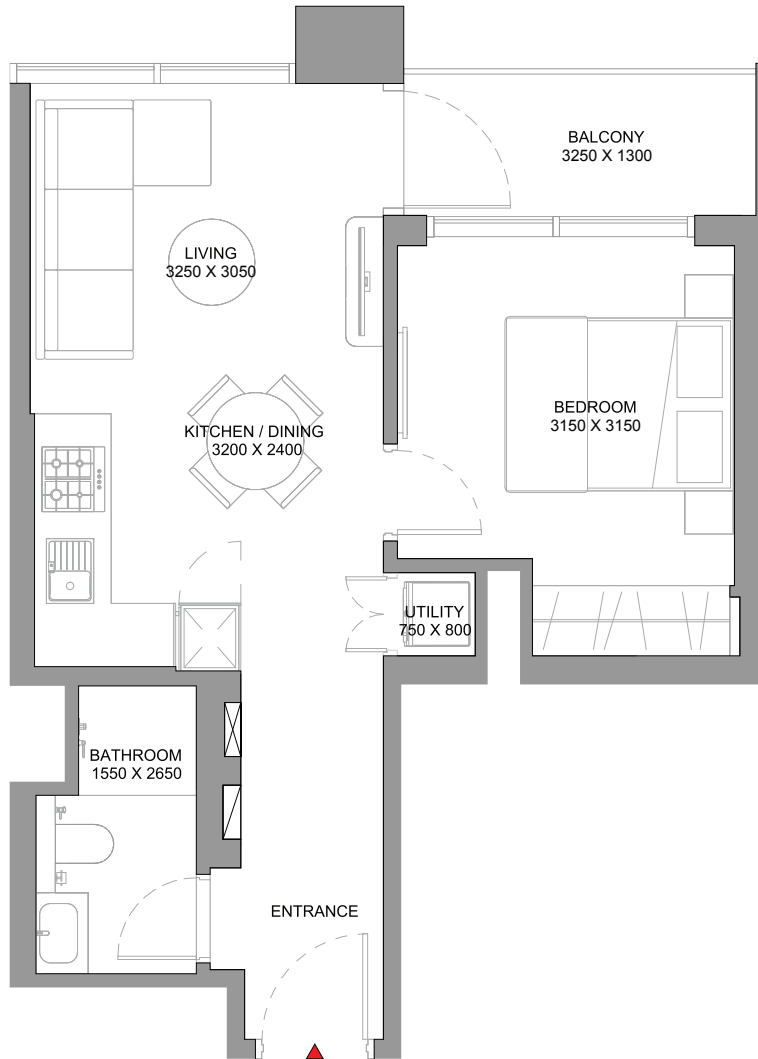 BALCONY
3250 X 1300
LIVING
3250 X 3050
BEDROOM
3150 X 3150
KITCHEN / DINING
3200 X 2400
UTILITY
750 X 800
BATHROOM
1550 X 2650
ENTRANCE